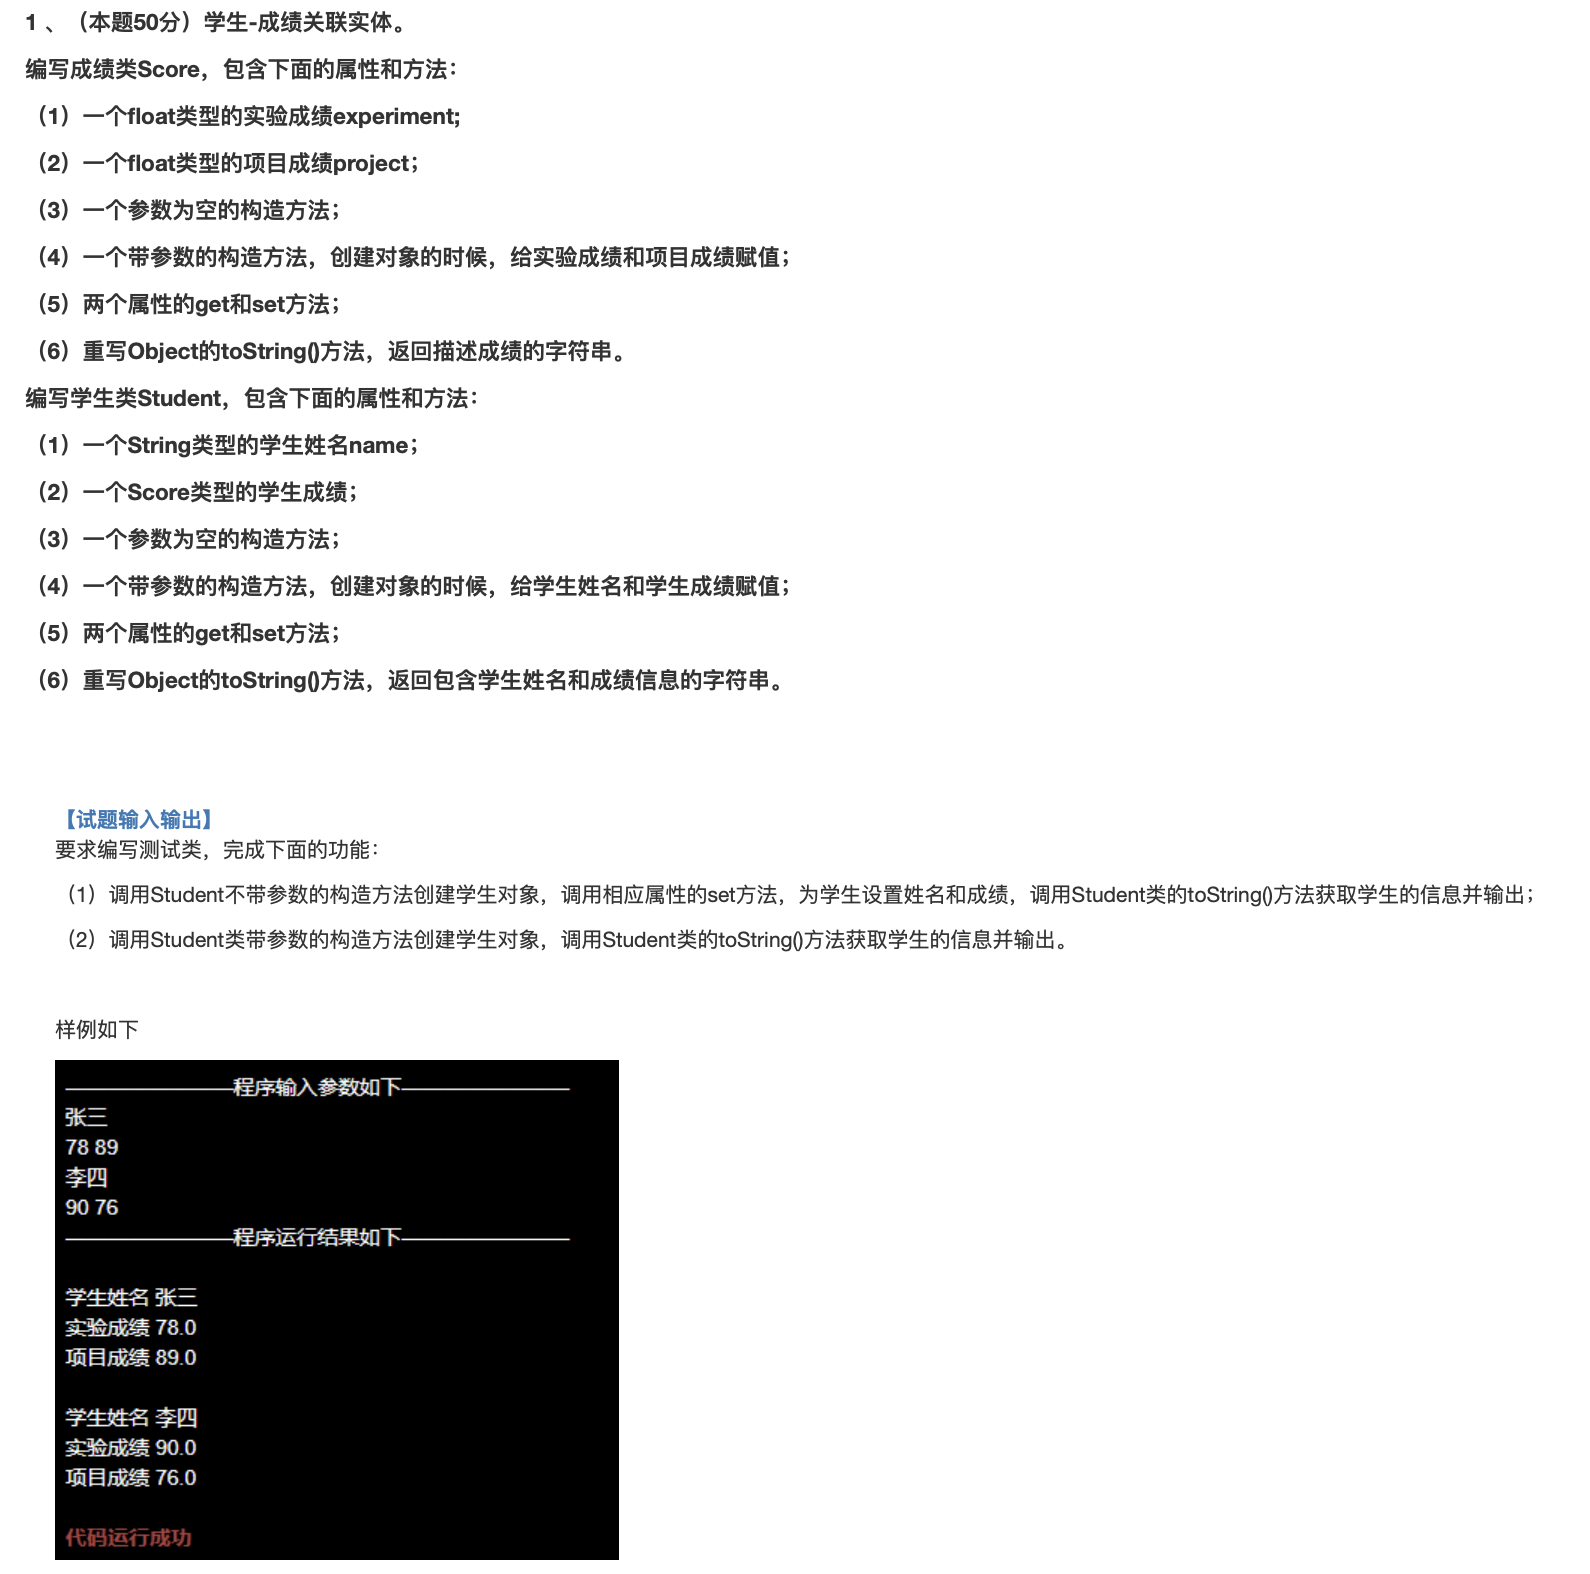 1 、（本题50分）学生-成绩关联实体。
编写成绩类Score，包含下面的属性和方法：
（1）一个float类型的实验成绩experiment;
（2）一个float类型的项目成绩project；
（3）一个参数为空的构造方法；
（4）一个带参数的构造方法，创建对象的时候，给实验成绩和项目成绩赋值；
（5）两个属性的get和set方法；
（6）重写Object的toString()方法，返回描述成绩的字符串。
编写学生类Student，包含下面的属性和方法：
（1）一个String类型的学生姓名name；
（2）一个Score类型的学生成绩；
（3）一个参数为空的构造方法；
（4）一个带参数的构造方法，创建对象的时候，给学生姓名和学生成绩赋值；
（5）两个属性的get和set方法；
（6）重写Object的toString()方法，返回包含学生姓名和成绩信息的字符串。
【试题输入输出】
要求编写测试类，完成下面的功能：
（1）调用Student不带参数的构造方法创建学生对象，调用相应属性的set方法，为学生设置姓名和成绩，调用Student类的toString()方法获取学生的信息并输出；
（2）调用Student类带参数的构造方法创建学生对象，调用Student类的toString()方法获取学生的信息并输出。
样例如下
————————程序输入参数如下————————
张三
78 89
李四
90 76
————————程序运行结果如下————————
学生姓名 张三
实验成绩 78.0
项目成绩 89.0
学生姓名 李四
实验成绩 90.0
项目成绩 76.0
代码运行成功